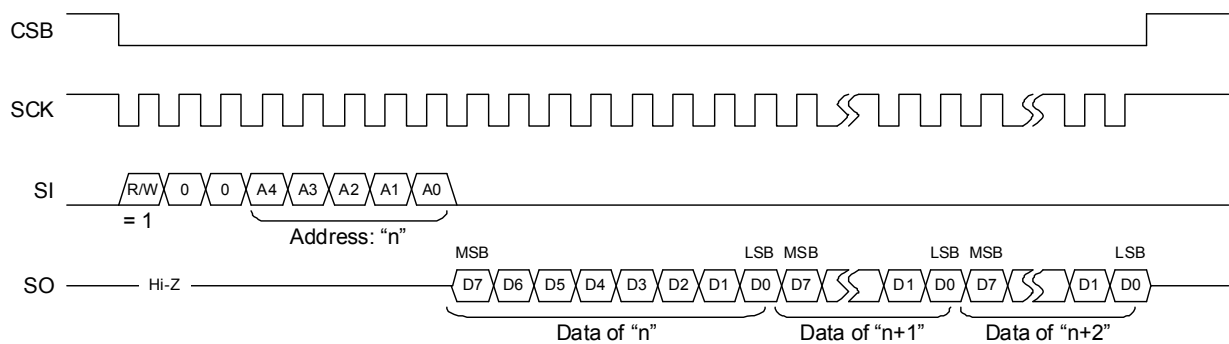 CSB
SCK
SI R/W 0 0 A4 A3 A2 A1 A0
= 1
Address: “n”
MSB LSB MSB LSB MSB LSB
SO Hi-Z D7 D6 D5 D4 D3 D2 D1 D0 D7 D1 D0 D7 D1 D0
Data of “n” Data of “n+1” Data of “n+2”